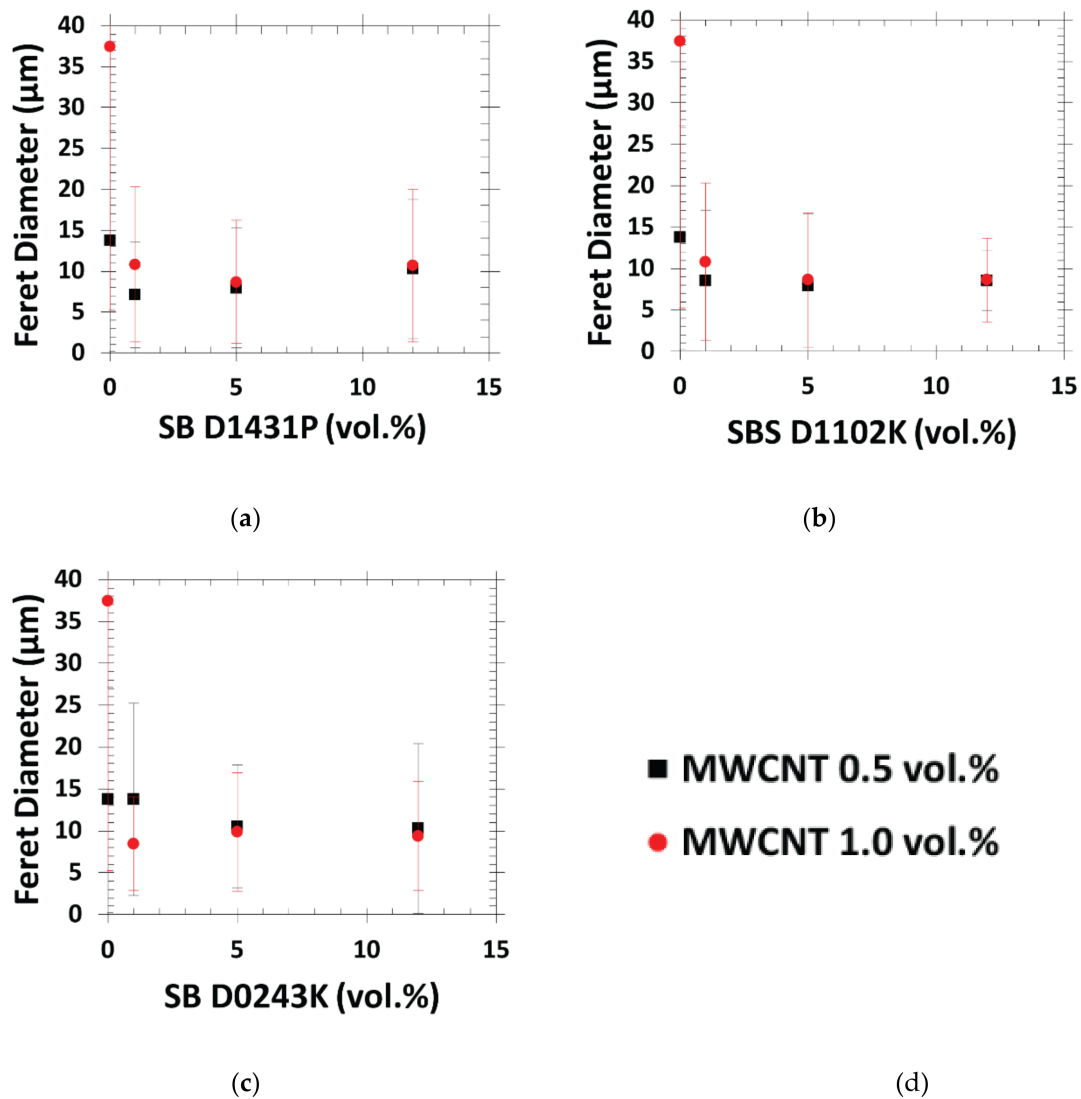 40
35
30
25
20
15
10
5
0
Feret Diameter (µm)
0 5 10 15
SB D1431P (vol.%)
(a)
40
35
30
25
20
15
10
5
0
Feret Diameter (µm)
0 5 10 15
SBS D1102K (vol.%)
(b)
40
35
30
25
20
15
10
5
0
Feret Diameter (µm)
0 5 10 15
SB D0243K (vol.%)
(c)
MWCNT 0.5 vol.%
MWCNT 1.0 vol.%
(d)